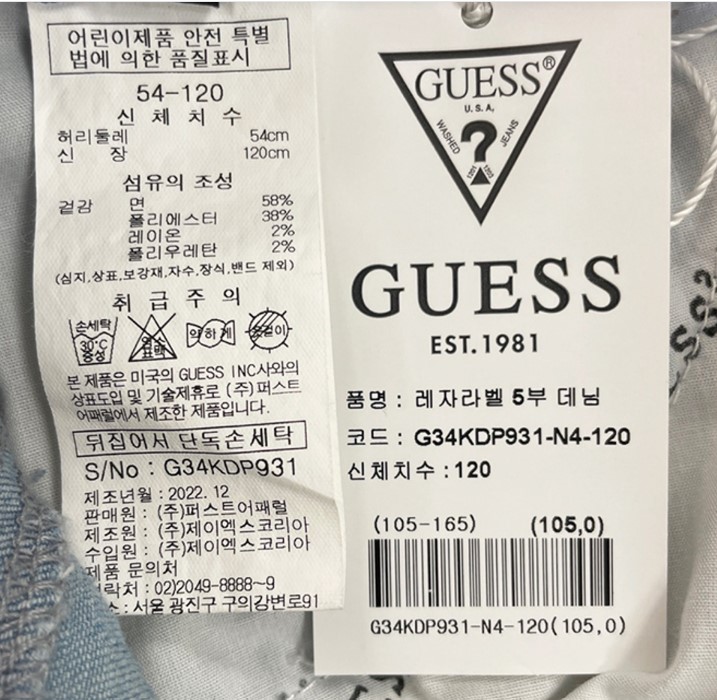 어린이제품 안전 특별
법에 의한 품질표시
54-120
신 체 치 수
허리둘레 54cm
신 장 120cm
섬유의 조성
겉감 면 58%
폴리에스터 38%
레이온 2%
폴리우레탄 2%
(심지,상표,보강재,자수,장식,밴드 제외)
취 급 주 의
손세탁
30°C
중성
염소
표백
약하게
본 제품은 미국의 GUESS INC사와의
상표도입 및 기술제휴로 (주) 퍼스트
어패럴에서 제조한 제품입니다.
뒤집어서 단독손세탁
S/No : G34KDP931
제조년월 : 2022. 12
판매원 : (주)퍼스트어패럴
제조원 : (주)제이엑스코리아
수입원 : (주)제이엑스코리아
제품 문의처
락처 : 02)2049-8888~9
소 : 서울 광진구 구의강변로91
GUESS®
U.S.A.
WASHED
JEANS
?
GUESS
EST.1981
품명 : 레자라벨 5부 데님
코드 : G34KDP931-N4-120
신체치수 : 120
(105-165) (105,0)
G34KDP931-N4-120(105,0)